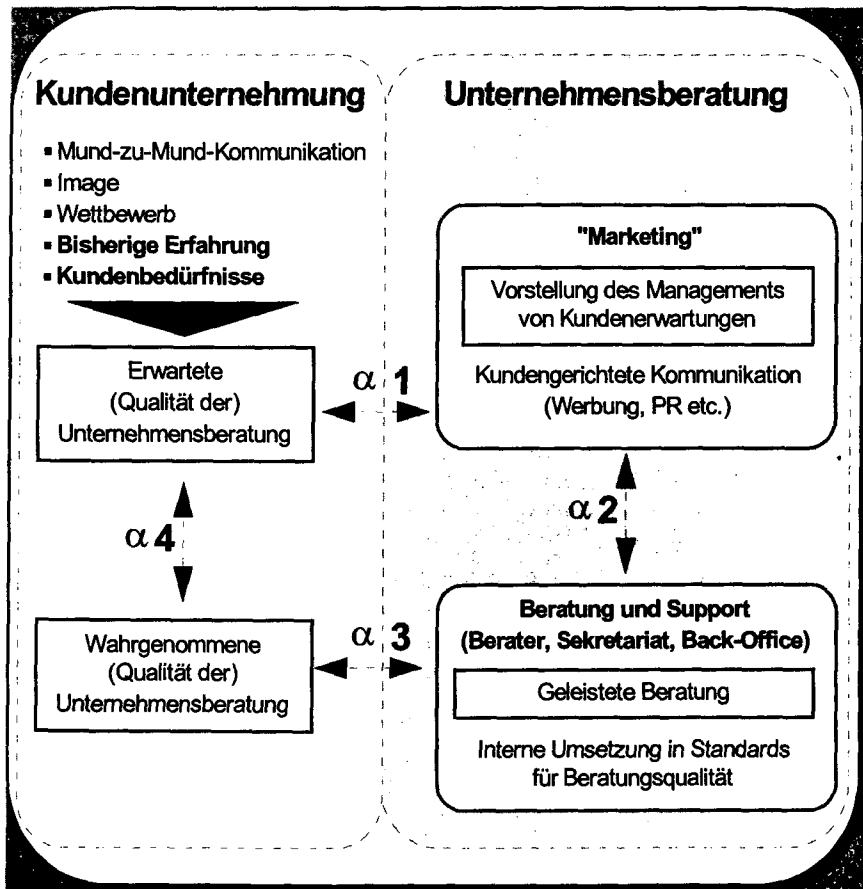 Kundenunternehmung
▪ Mund-zu-Mund-Kommunikation
▪ Image
▪ Wettbewerb
▪ Bisherige Erfahrung
▪ Kundenbedürfnisse
Erwartete
(Qualität der)
Unternehmensberatung
α 4
Wahrgenommene
(Qualität der)
Unternehmensberatung
α 1
α 3
Unternehmensberatung
"Marketing"
Vorstellung des Managements
von Kundenerwartungen
Kundengerichtete Kommunikation
(Werbung, PR etc.)
α 2
Beratung und Support
(Berater, Sekretariat, Back-Office)
Geleistete Beratung
Interne Umsetzung in Standards
für Beratungsqualität